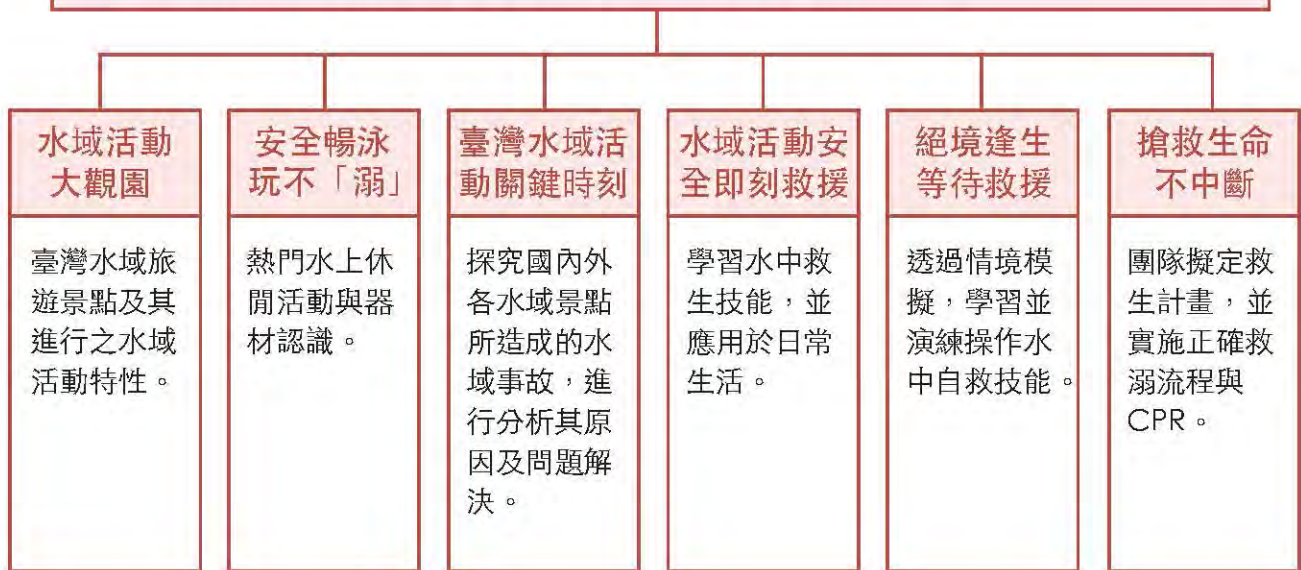 水域活動
大觀園
臺灣水域旅
遊景點及其
進行之水域
活動特性。
安全暢泳
玩不「溺」
熱門水上休
閒活動與器
材認識。
臺灣水域活
動關鍵時刻
探究國內外
各水域景點
所造成的水
域事故，進
行分析其原
因及問題解
決。
水域活動安
全即刻救援
學習水中救
生技能，並
應用於日常
生活。
絕境逢生
等待救援
透過情境模
擬，學習並
演練操作水
中自救技能。
搶救生命
不中斷
團隊擬定救
生計畫，並
實施正確救
溺流程與
CPR。